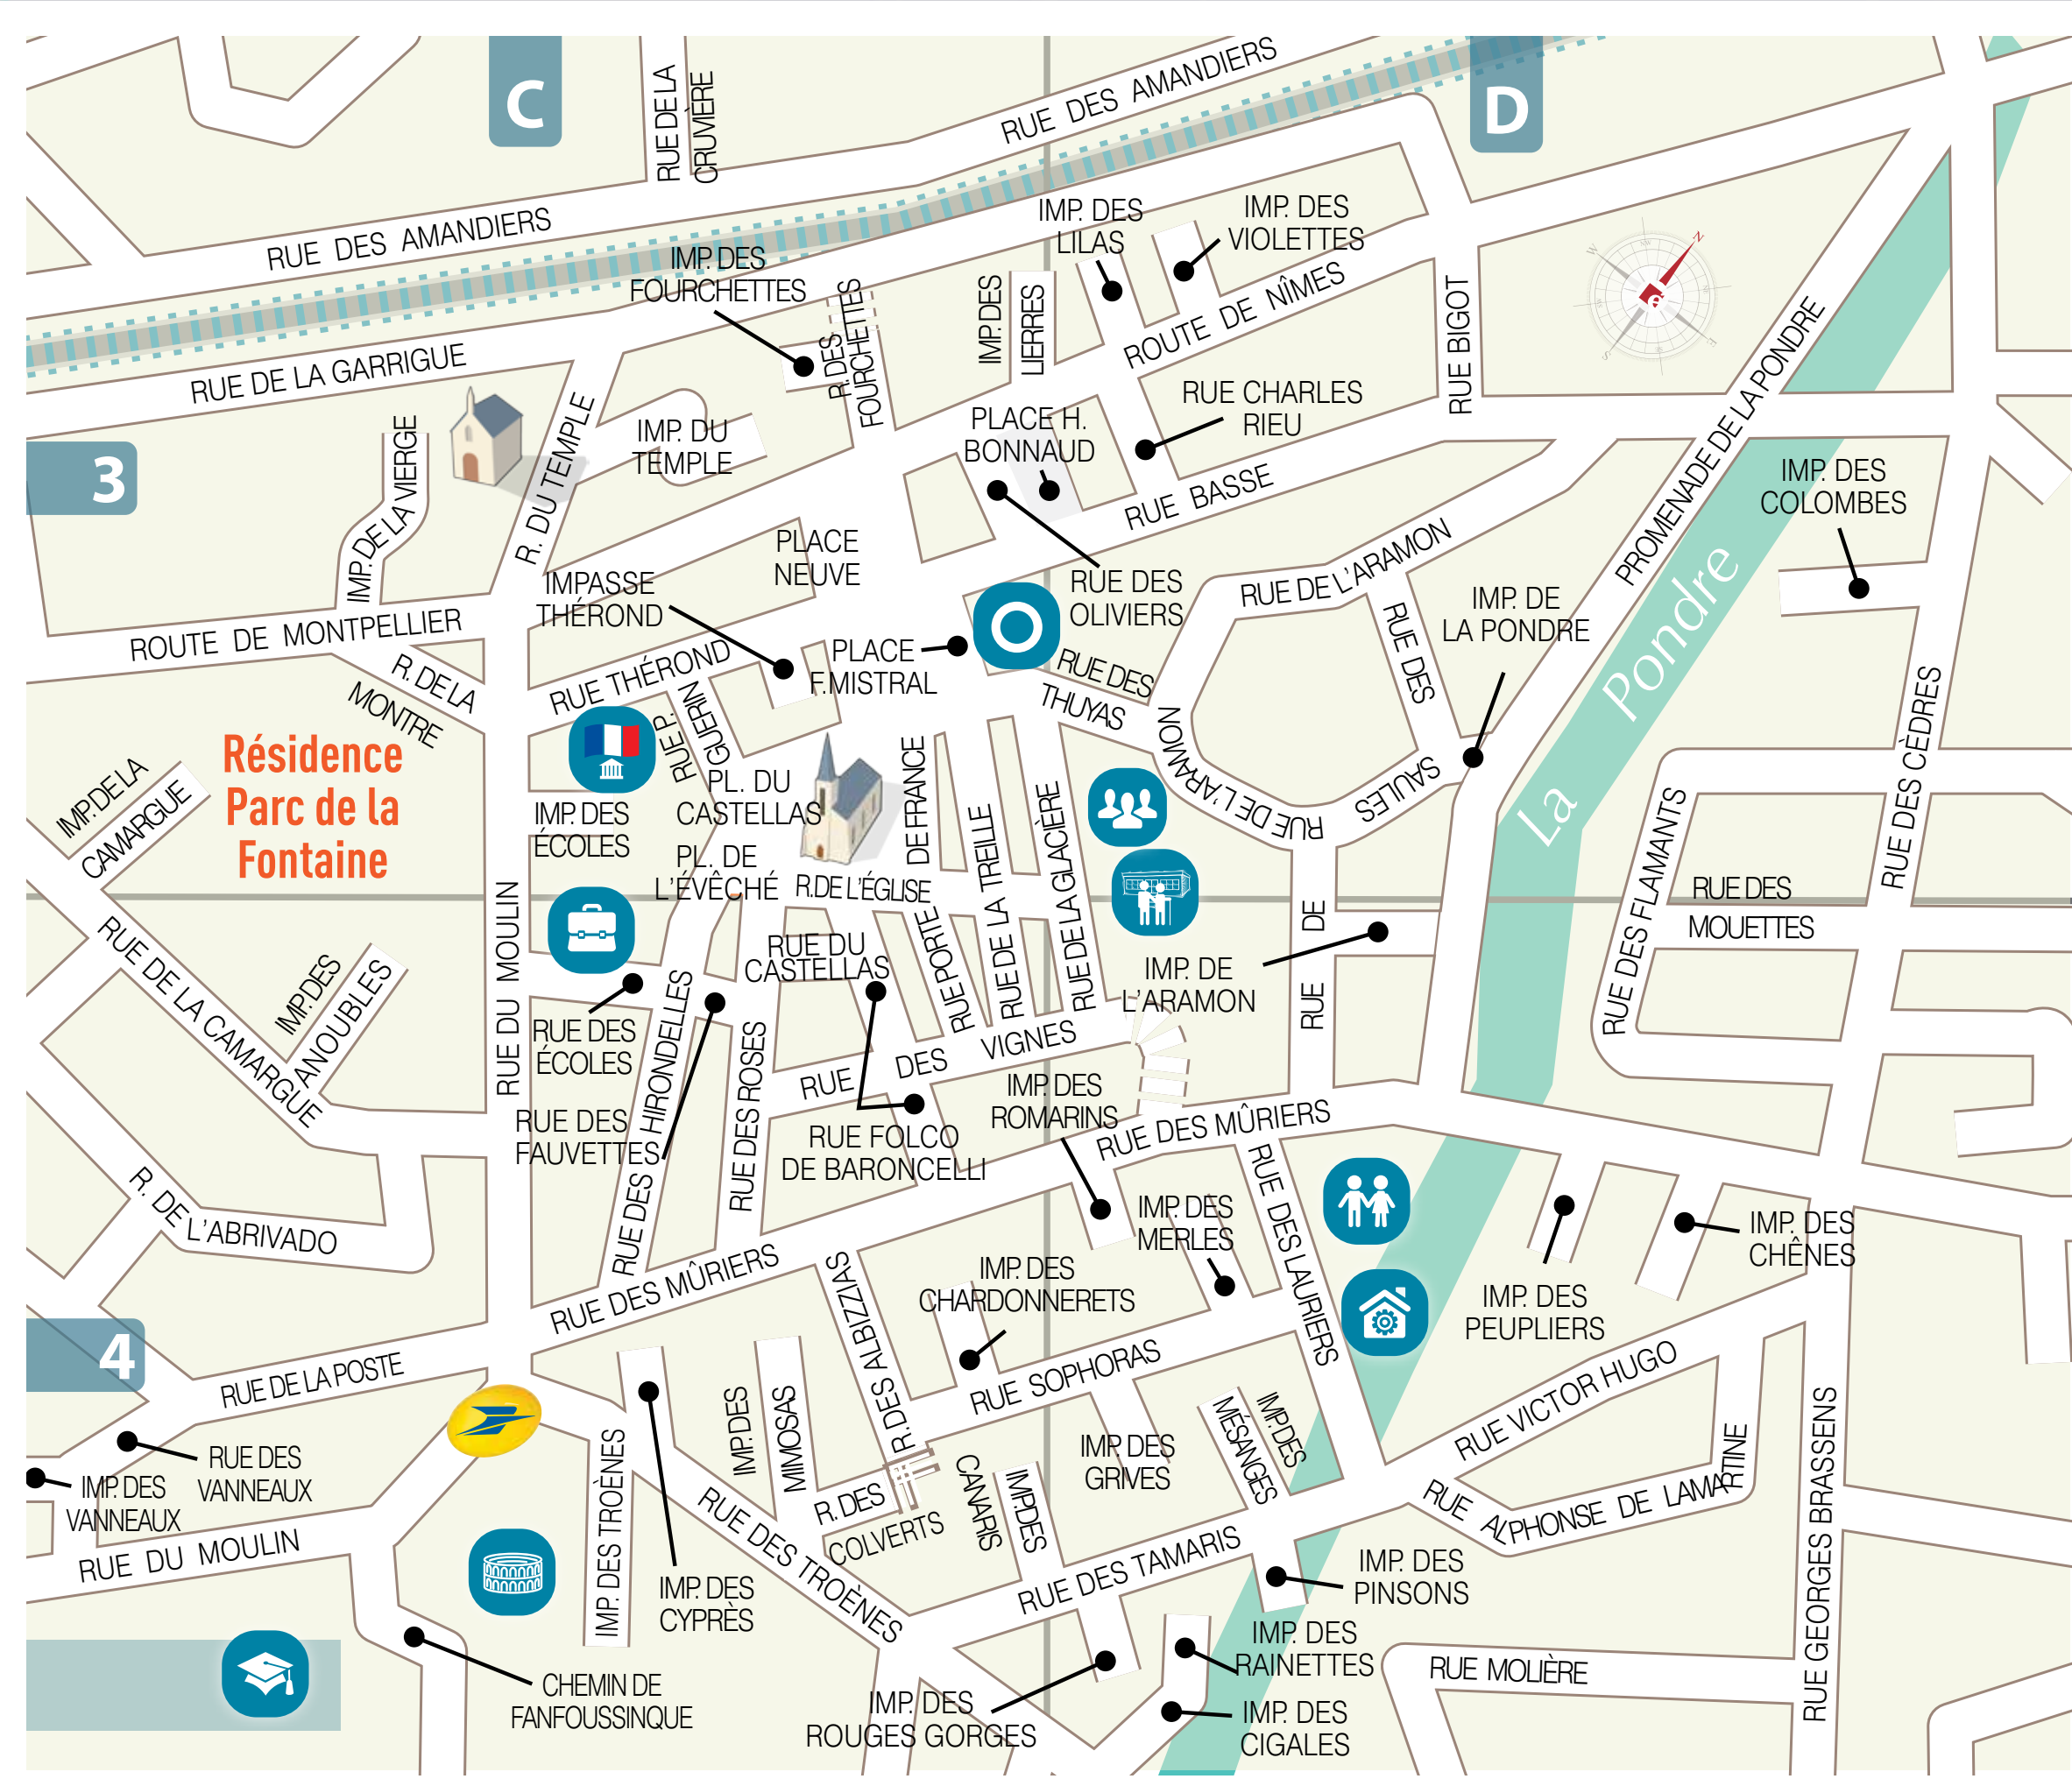 C
D
3
4
RUE DE LA
CRUVIÈRE
RUE DES AMANDIERS
RUE DES AMANDIERS
IMP. DES
FOURCHETTES
R. DES
FOURCHETTES
IMP. DES
LIERRES
IMP. DES
LILAS
IMP. DES
VIOLETTES
ROUTE DE NÎMES
RUE BIGOT
N
W
S
E
NW
RUE DE LA GARRIGUE
IMP. DE LA VIERGE
R. DU TEMPLE
IMP. DU
TEMPLE
PLACE H.
BONNAUD
RUE CHARLES
RIEU
RUE BASSE
PROMENADE DE LA PONDRE
IMP. DES
COLOMBES
ROUTE DE MONTPELLIER
PLACE
NEUVE
IMPASSE
THÉROND
RUE DES
OLIVIERS
RUE DE L'ARAMON
RUE DES
SAULES
IMP. DE
LA PONDRE
La Pondre
R. DE LA
MONTRE
RUE THÉROND
PLACE
F.MISTRAL
RUE DES
THUYAS
RUE DE L'ARAMON
RUE P.
GUERIN
Résidence
Parc de la
Fontaine
IMP. DE LA
CAMARGUE
IMP. DES
ÉCOLES
PL. DU
CASTELLAS
PL. DE
L'ÉVÊCHÉ
R.DE L'ÉGLISE
RUE PORTE
DE FRANCE
RUE DE LA TREILLE
RUE DE LA GLACIÈRE
RUE DES CÈDRES
RUE DES FLAMANTS
RUE DES
MOUETTES
RUE DE LA CAMARGUE
IMP. DES
ANOUBLES
RUE DU MOULIN
RUE DU
CASTELLAS
IMP. DE
L'ARAMON
RUE DE
RUE DES
ÉCOLES
RUE DES HIRONDELLES
RUE DES
FAUVETTES
RUE DES ROSES
RUE DES VIGNES
RUE FOLCO
DE BARONCELLI
IMP. DES
ROMARINS
RUE DES MÛRIERS
R. DE L'ABRIVADO
RUE DES MÛRIERS
IMP. DES
MERLES
RUE DES LAURIERS
IMP. DES
CHARDONNERETS
IMP. DES
PEUPLIERS
IMP. DES
CHÊNES
RUE DE LA POSTE
R. DES ALBIZZIAS
RUE SOPHORAS
RUE VICTOR HUGO
RUE DES
VANNEAUX
IMP. DES
VANNEAUX
IMP. DES
MIMOSAS
IMP. DES
GRIVES
IMP. DES
MÉSANGES
RUE ALPHONSE DE LAMARTINE
RUE GEORGES BRASSENS
RUE DU MOULIN
IMP. DES TROÈNES
RUE DES TROÈNES
R. DES
COLVERTS
IMP. DES
CANARIS
IMP. DES
CYPRÈS
RUE DES TAMARIS
IMP. DES
PINSONS
IMP. DES
RAINETTES
RUE MOLIÈRE
CHEMIN DE
FANFOUSSINQUE
IMP. DES
ROUGES GORGES
IMP. DES
CIGALES